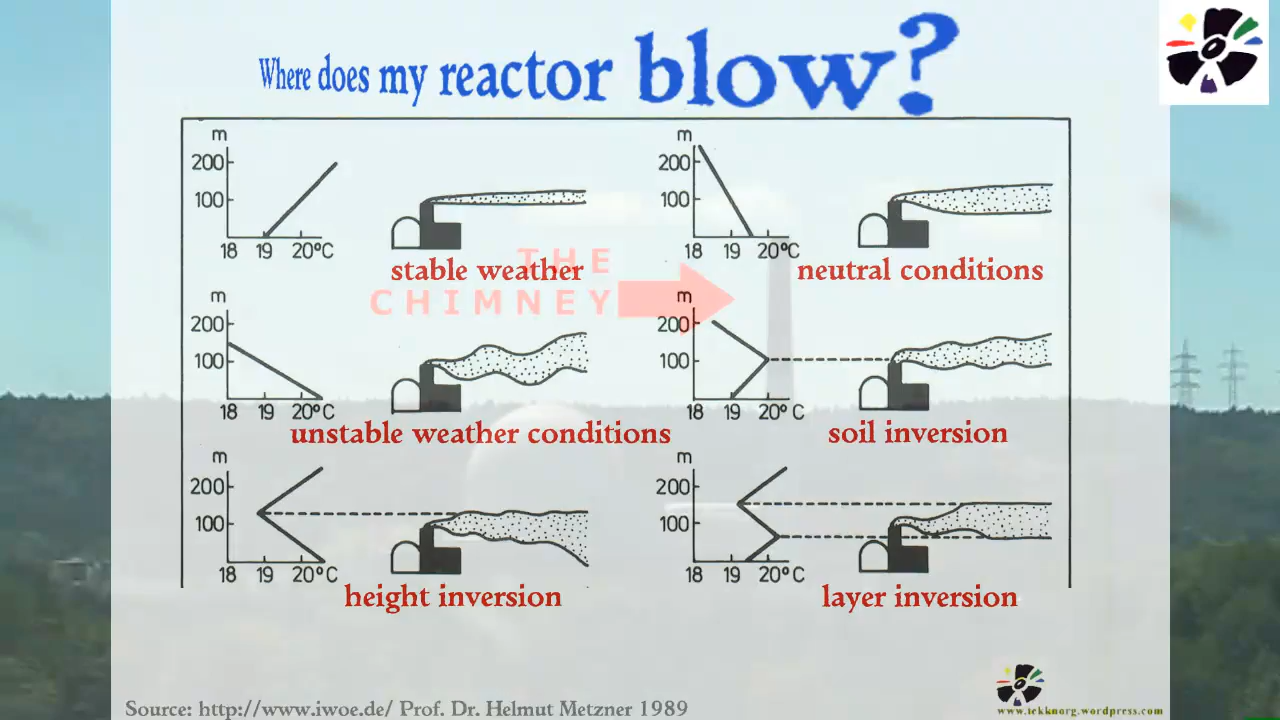 Where does my reactor blow?
m
200
100
18 19 20°C
stable weather
m
200
100
18 19 20°C
neutral conditions
THE
CHIMNEY
m
200
100
18 19 20°C
unstable weather conditions
m
200
100
18 19 20°C
soil inversion
m
200
100
18 19 20°C
height inversion
m
200
100
18 19 20°C
layer inversion
Source: http://www.iwoe.de/ Prof. Dr. Helmut Metzner 1989
www.tekknorg.wordpress.com